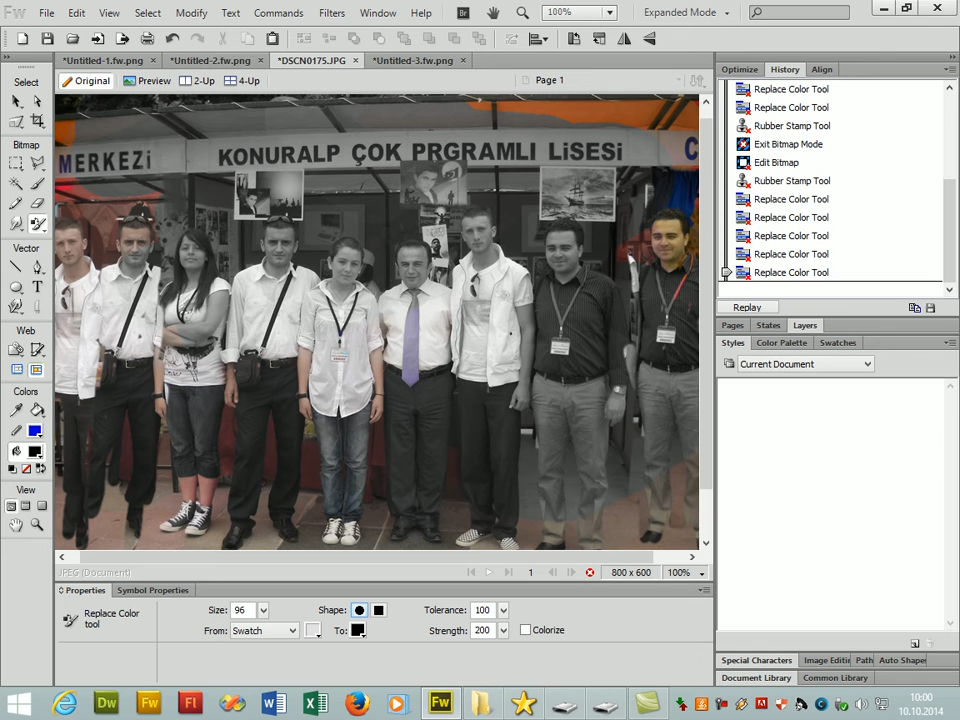 Fw File Edit View Select Modify Text Commands Filters Window Help Br 100% Expanded Mode
*Untitled-1.fw.png × *Untitled-2.fw.png × *DSCN0175.JPG × *Untitled-3.fw.png ×
Original Preview 2-Up 4-Up Page 1
Select
Bitmap
Vector
Web
Colors
View
MERKEZİ KONURALP ÇOK PRGRAMLI LİSESİ C
JPEG (Document) 1 800 x 600 100%
Properties Symbol Properties
Replace Color tool
Size: 96 Shape: Tolerance: 100
From: Swatch To: Strength: 200 Colorize
Optimize History Align
Replace Color Tool
Replace Color Tool
Rubber Stamp Tool
Exit Bitmap Mode
Edit Bitmap
Rubber Stamp Tool
Replace Color Tool
Replace Color Tool
Replace Color Tool
Replace Color Tool
Replace Color Tool
Replay
Pages States Layers
Styles Color Palette Swatches
Current Document
Special Characters Image Editi Path Auto Shape
Document Library Common Library
Dw Fw Fl Fw
10:00
10.10.2014